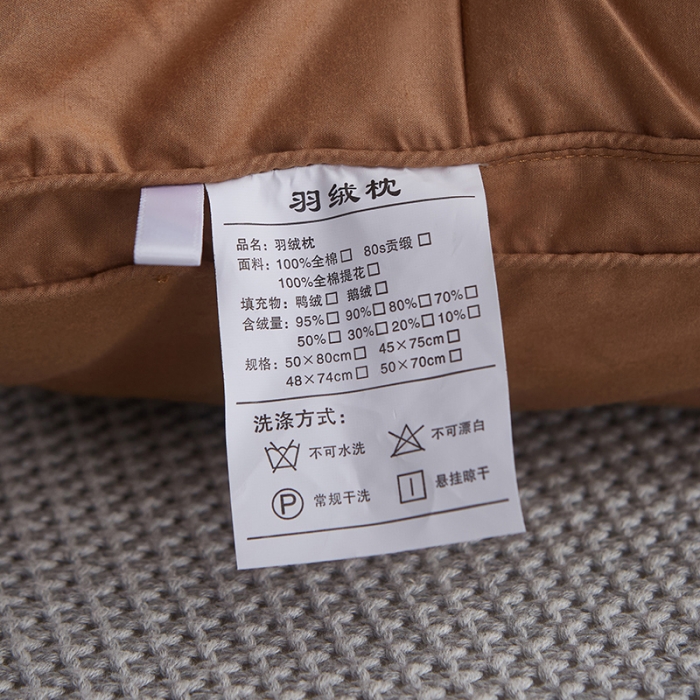 羽绒枕
品名：羽绒枕
面料：100%全棉□ 80s贡缎□
100%全棉提花□
填充物：鸭绒□ 鹅绒□
含绒量：95%□ 90%□ 80%□ 70%□
50%□ 30%□ 20%□ 10%□
规格：50×80cm□ 45×75cm□
48×74cm□ 50×70cm□
洗涤方式：
不可水洗 不可漂白
P 常规干洗 悬挂晾干